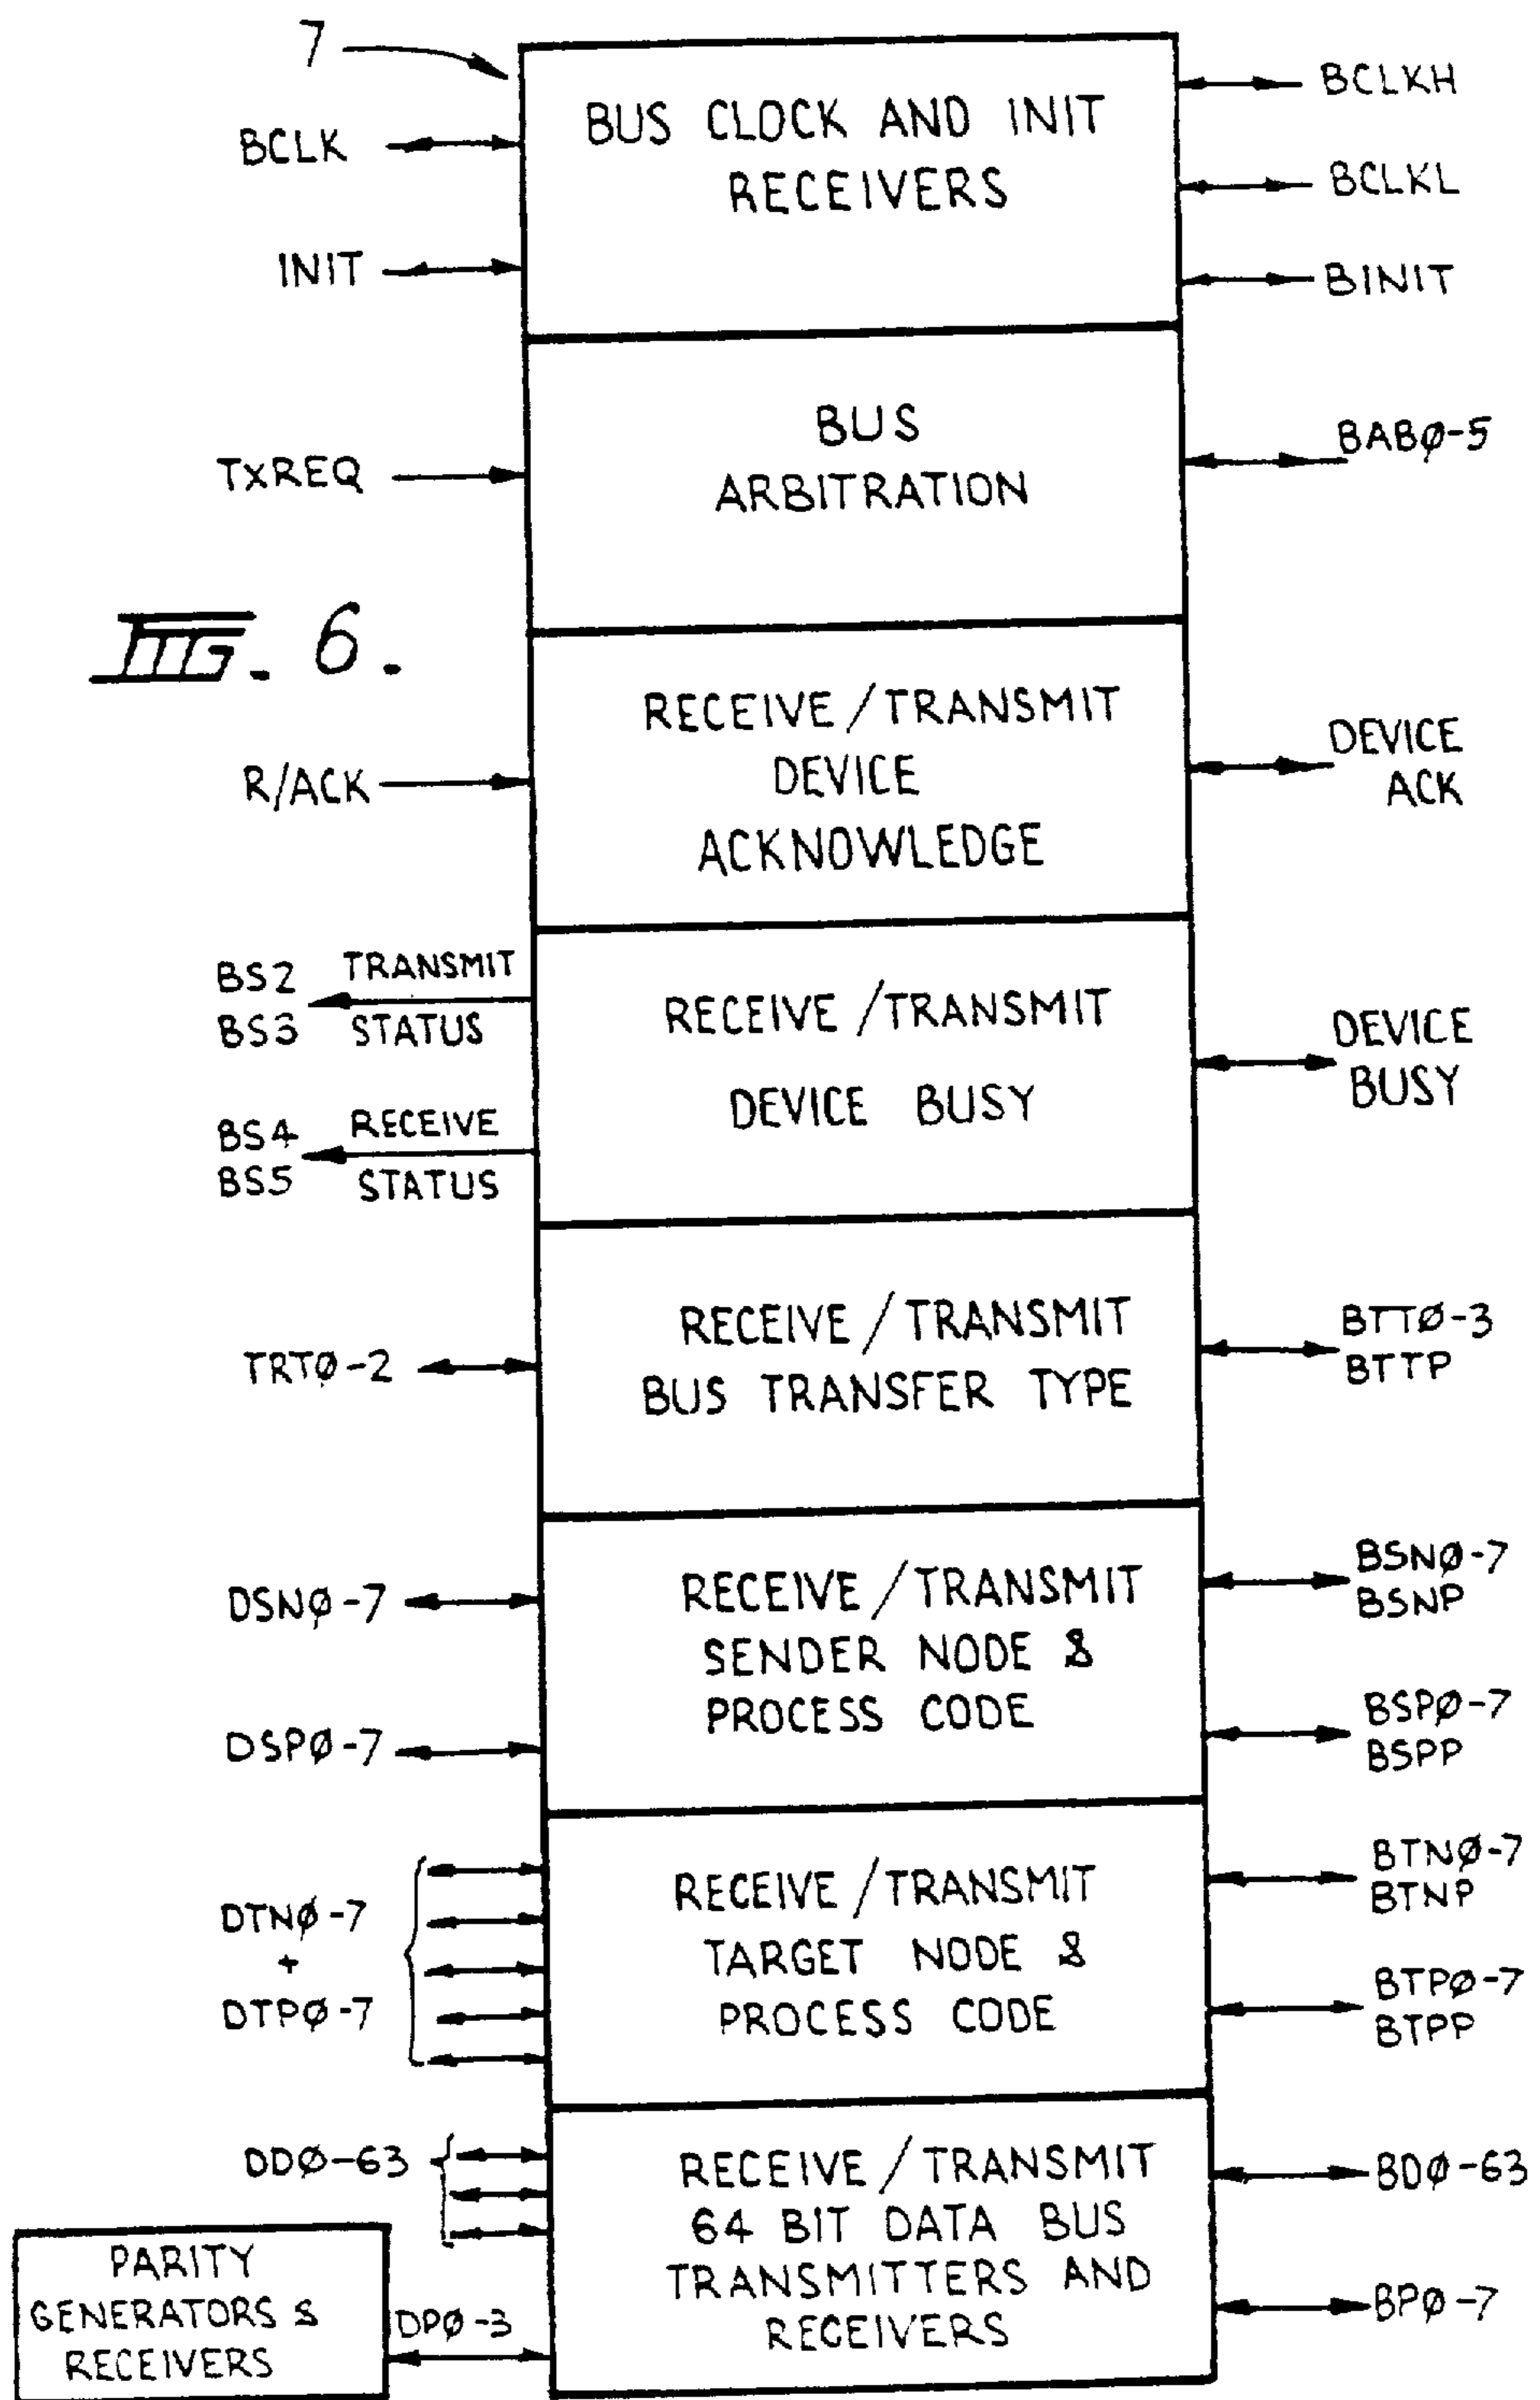 7
BCLK
INIT
BUS CLOCK AND INIT
RECEIVERS
BCLKH
BCLKL
BINIT
TXREQ
BUS
ARBITRATION
BABØ-5
FIG. 6.
R/ACK
RECEIVE/TRANSMIT
DEVICE
ACKNOWLEDGE
DEVICE
ACK
BS2 TRANSMIT
BS3 STATUS
BS4 RECEIVE
BS5 STATUS
RECEIVE/TRANSMIT
DEVICE BUSY
DEVICE
BUSY
TRTØ-2
RECEIVE/TRANSMIT
BUS TRANSFER TYPE
BTTØ-3
BTTP
DSNØ-7
DSPØ-7
RECEIVE/TRANSMIT
SENDER NODE &
PROCESS CODE
BSNØ-7
BSNP
BSPØ-7
BSPP
DTNØ-7
+
DTPØ-7
RECEIVE/TRANSMIT
TARGET NODE &
PROCESS CODE
BTNØ-7
BTNP
BTPØ-7
BTPP
DDØ-63
RECEIVE/TRANSMIT
64 BIT DATA BUS
TRANSMITTERS AND
RECEIVERS
BDØ-63
BPØ-7
PARITY
GENERATORS &
RECEIVERS
DPØ-3